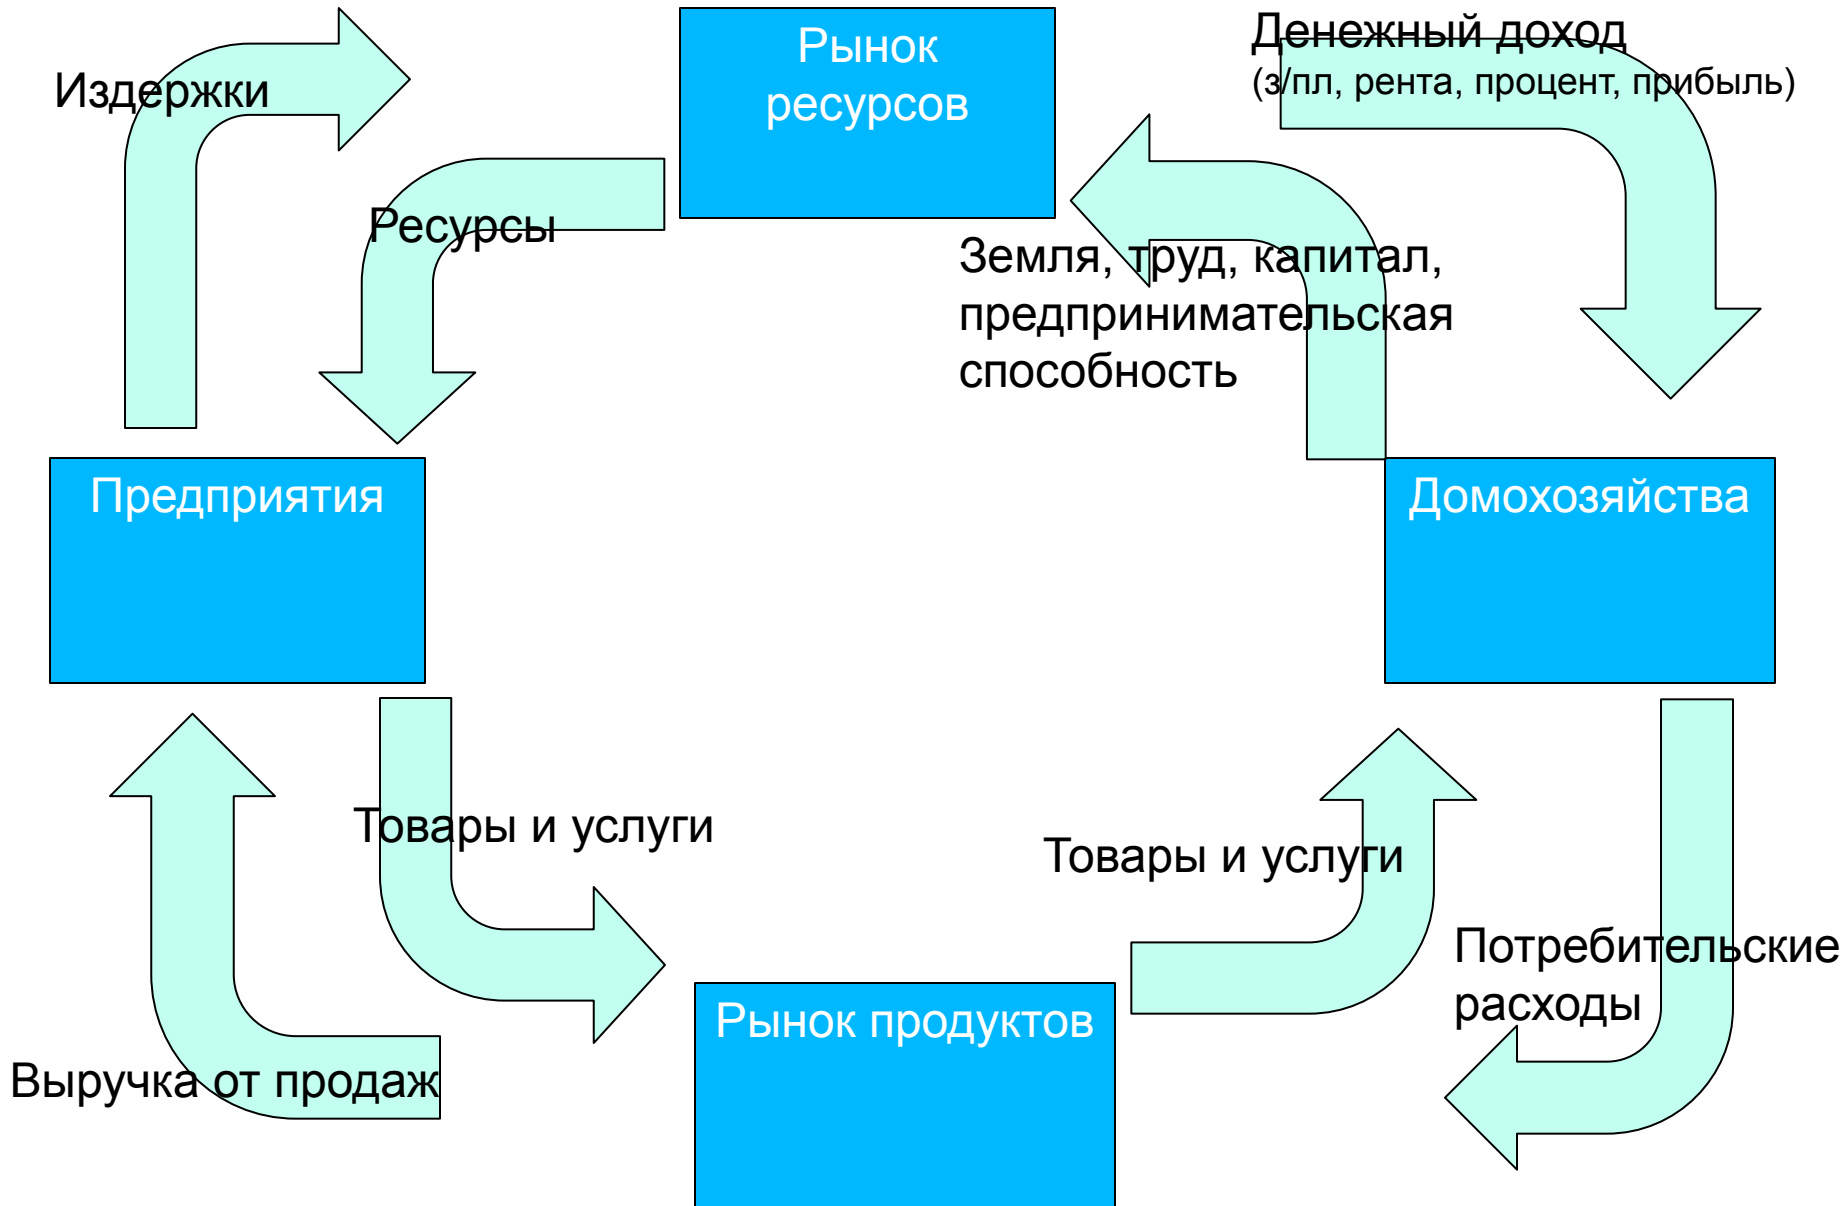 Рынок
ресурсов
Денежный доход
(з/пл, рента, процент, прибыль)
Издержки
Ресурсы
Земля, труд, капитал,
предпринимательская
способность
Предприятия
Домохозяйства
Товары и услуги
Товары и услуги
Потребительские
расходы
Рынок продуктов
Выручка от продаж